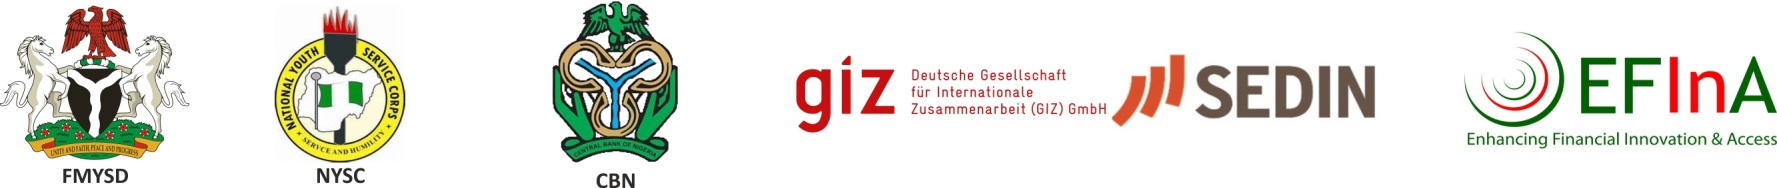 UNITY AND FAITH, PEACE AND PROGRESS
FMYSD
NATIONAL YOUTH SERVICE CORPS
SERVCE AND HUMILITY
NYSC
CENTRAL BANK OF NIGERIA
CBN
giz
Deutsche Gesellschaft
für Internationale
Zusammenarbeit (GIZ) GmbH
SEDIN
EFInA
Enhancing Financial Innovation & Access